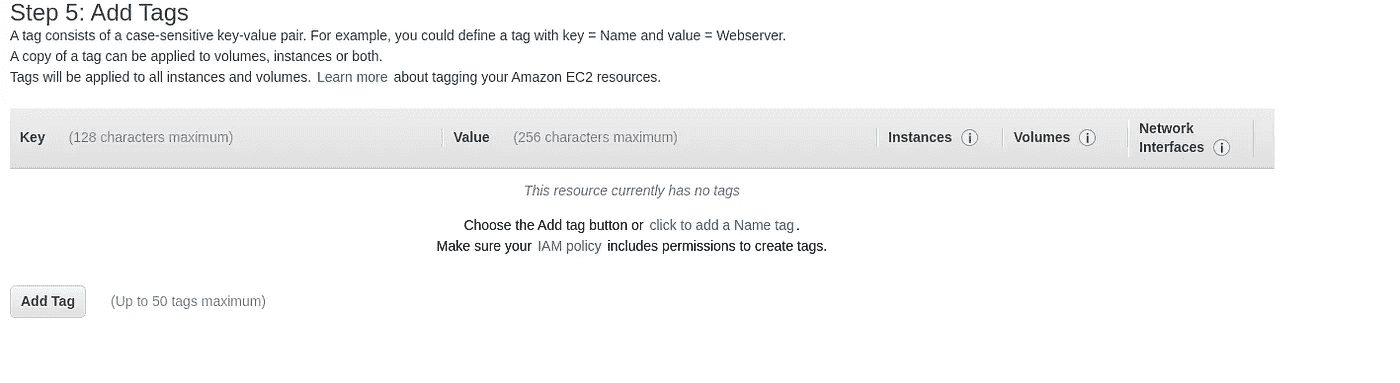 Step 5: Add Tags
A tag consists of a case-sensitive key-value pair. For example, you could define a tag with key = Name and value = Webserver.
A copy of a tag can be applied to volumes, instances or both.
Tags will be applied to all instances and volumes. Learn more about tagging your Amazon EC2 resources.
Key (128 characters maximum) Value (256 characters maximum) Instances Volumes Network
Interfaces
This resource currently has no tags
Choose the Add tag button or click to add a Name tag.
Make sure your IAM policy includes permissions to create tags.
Add Tag (Up to 50 tags maximum)